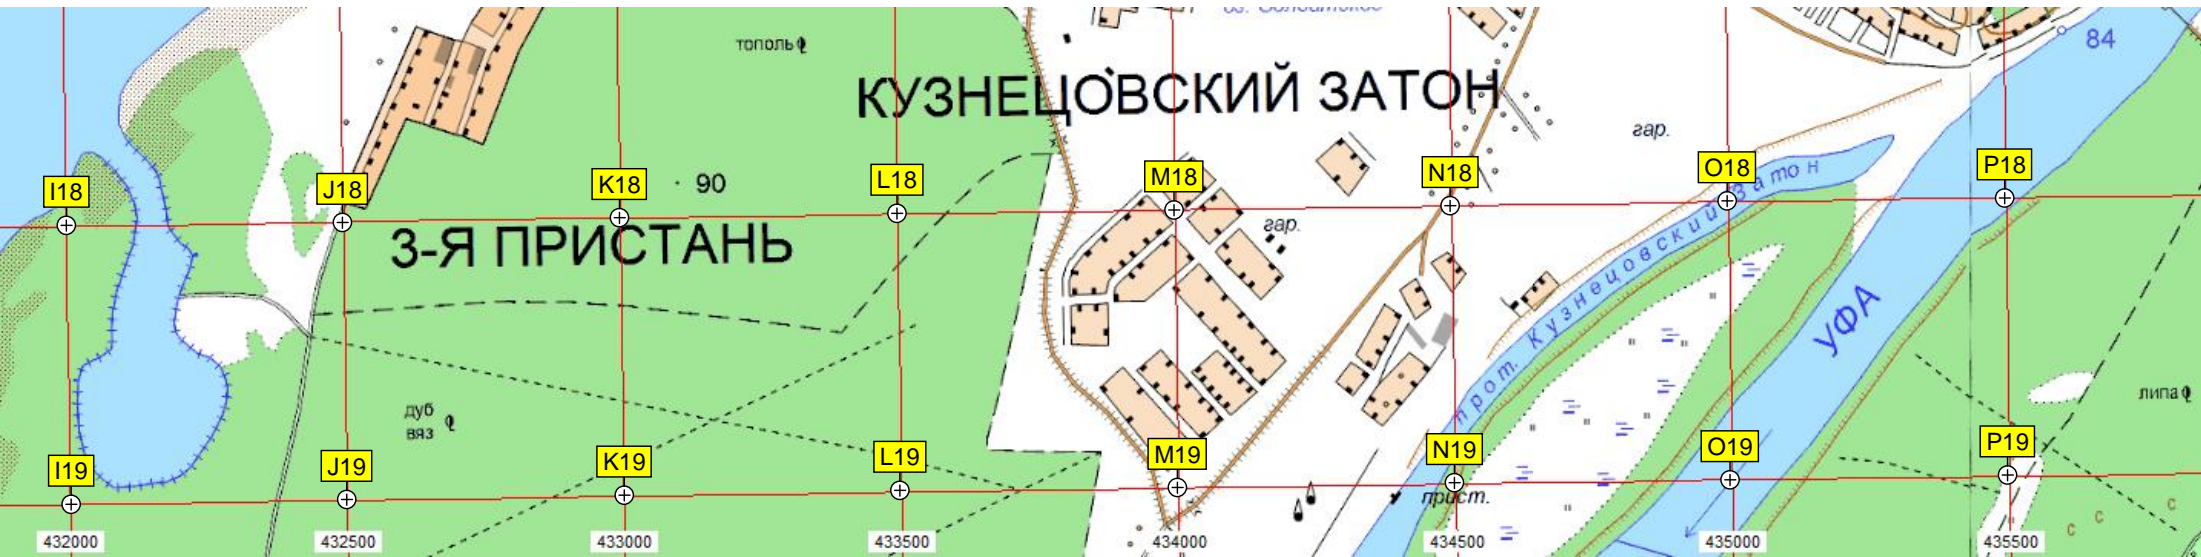 тополь
84
КУЗНЕЦОВСКИЙ ЗАТОН
гар.
I18
J18
K18
90
L18
M18
N18
O18
P18
гар.
3-Я ПРИСТАНЬ
прот. Кузнецовский Затон
УФА
дуб
вяз
липа
I19
J19
K19
L19
M19
N19
O19
P19
прист.
с с с
432000
432500
433000
433500
434000
434500
435000
435500